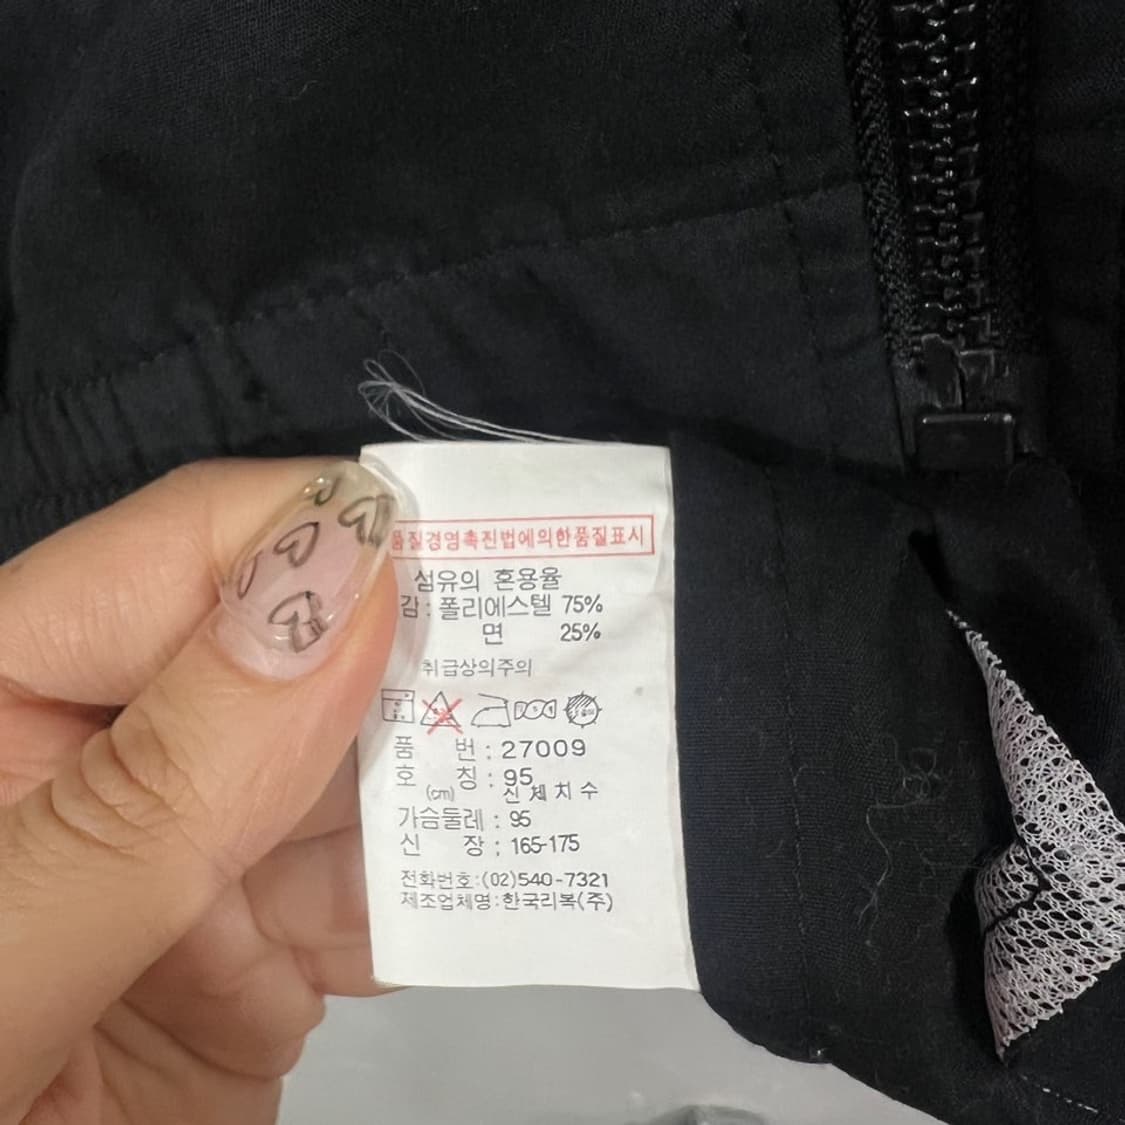 품질경영촉진법에의한품질표시
섬유의 혼용율
감 : 폴리에스텔 75%
면 25%
취급상의주의
품 번 : 27009
호 칭 : 95
(cm) 신체치수
가슴둘레 : 95
신 장 : 165-175
전화번호:(02)540-7321
제조업체명:한국리복(주)